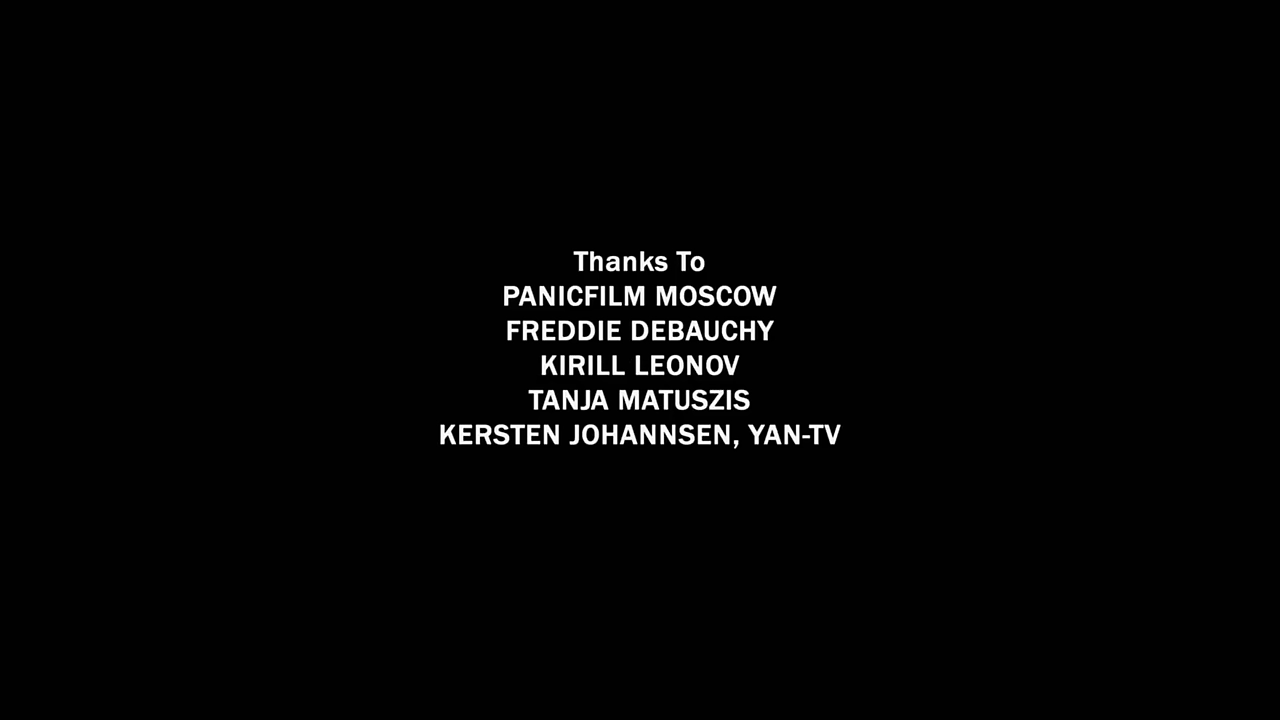 Thanks To
PANICFILM MOSCOW
FREDDIE DEBAUCHY
KIRILL LEONOV
TANJA MATUSZIS
KERSTEN JOHANNSEN, YAN-TV